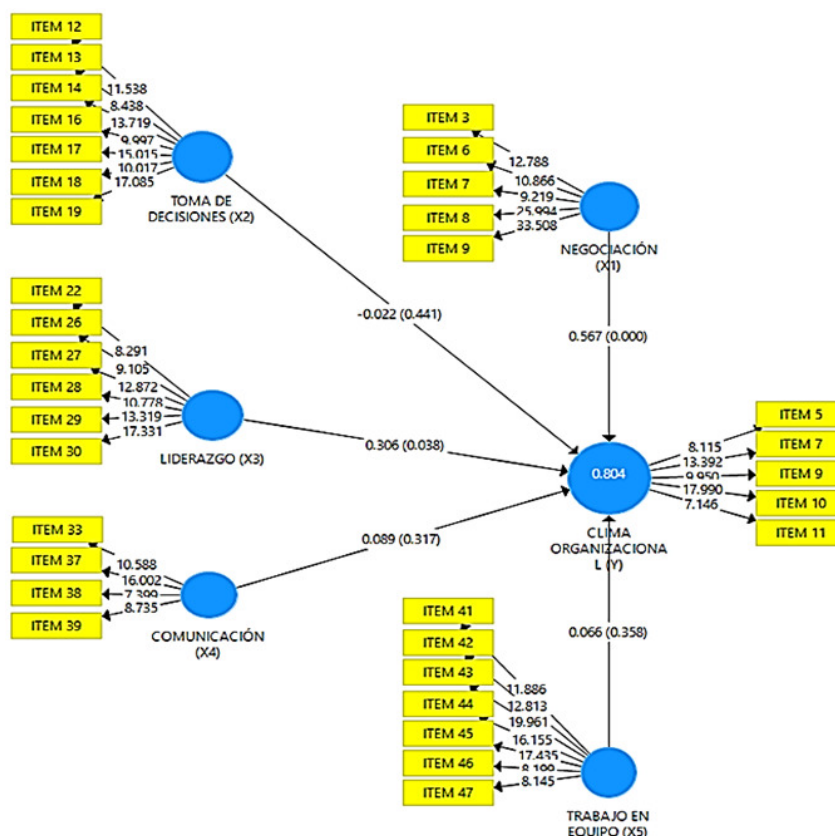 ITEM 12
ITEM 13
ITEM 14
ITEM 16
ITEM 17
ITEM 18
ITEM 19
11.538
8.438
13.719
9.997
15.015
10.017
17.085
TOMA DE
DECISIONES (X2)
ITEM 3
ITEM 6
ITEM 7
ITEM 8
ITEM 9
12.788
10.866
9.219
25.994
33.508
NEGOCIACIÓN
(X1)
-0.022 (0.441)
0.567 (0.000)
ITEM 22
ITEM 26
ITEM 27
ITEM 28
ITEM 29
ITEM 30
8.291
9.105
12.872
10.778
13.319
17.331
LIDERAZGO (X3)
0.306 (0.038)
0.804
CLIMA
ORGANIZACIONA
L (Y)
8.115
13.392
9.950
17.990
7.146
ITEM 5
ITEM 7
ITEM 9
ITEM 10
ITEM 11
ITEM 33
ITEM 37
ITEM 38
ITEM 39
10.588
16.002
7.399
8.735
COMUNICACIÓN
(X4)
0.089 (0.317)
0.066 (0.358)
ITEM 41
ITEM 42
ITEM 43
ITEM 44
ITEM 45
ITEM 46
ITEM 47
11.886
12.813
19.961
16.155
17.435
8.199
8.145
TRABAJO EN
EQUIPO (X5)